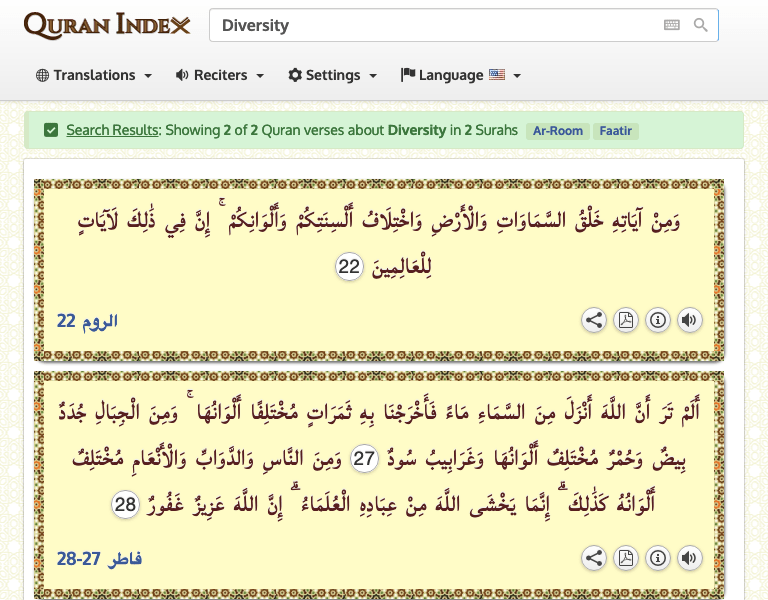 QURAN INDEX
Diversity
Translations
Reciters
Settings
Language
Search Results: Showing 2 of 2 Quran verses about Diversity in 2 Surahs Ar-Room Faatir
وَمِنْ آيَاتِهِ خَلْقُ السَّمَاوَاتِ وَالْأَرْضِ وَاخْتِلَافُ أَلْسِنَتِكُمْ وَأَلْوَانِكُمْ ۚ إِنَّ فِي ذَٰلِكَ لَآيَاتٍ
لِلْعَالِمِينَ 22
الروم 22
أَلَمْ تَرَ أَنَّ اللَّهَ أَنْزَلَ مِنَ السَّمَاءِ مَاءً فَأَخْرَجْنَا بِهِ ثَمَرَاتٍ مُخْتَلِفًا أَلْوَانُهَا ۚ وَمِنَ الْجِبَالِ جُدَدٌ
بِيضٌ وَحُمْرٌ مُخْتَلِفٌ أَلْوَانُهَا وَغَرَابِيبُ سُودٌ 27 وَمِنَ النَّاسِ وَالدَّوَابِّ وَالْأَنْعَامِ مُخْتَلِفٌ
أَلْوَانُهُ كَذَٰلِكَ ۗ إِنَّمَا يَخْشَى اللَّهَ مِنْ عِبَادِهِ الْعُلَمَاءُ ۗ إِنَّ اللَّهَ عَزِيزٌ غَفُورٌ 28
فاطر 27-28